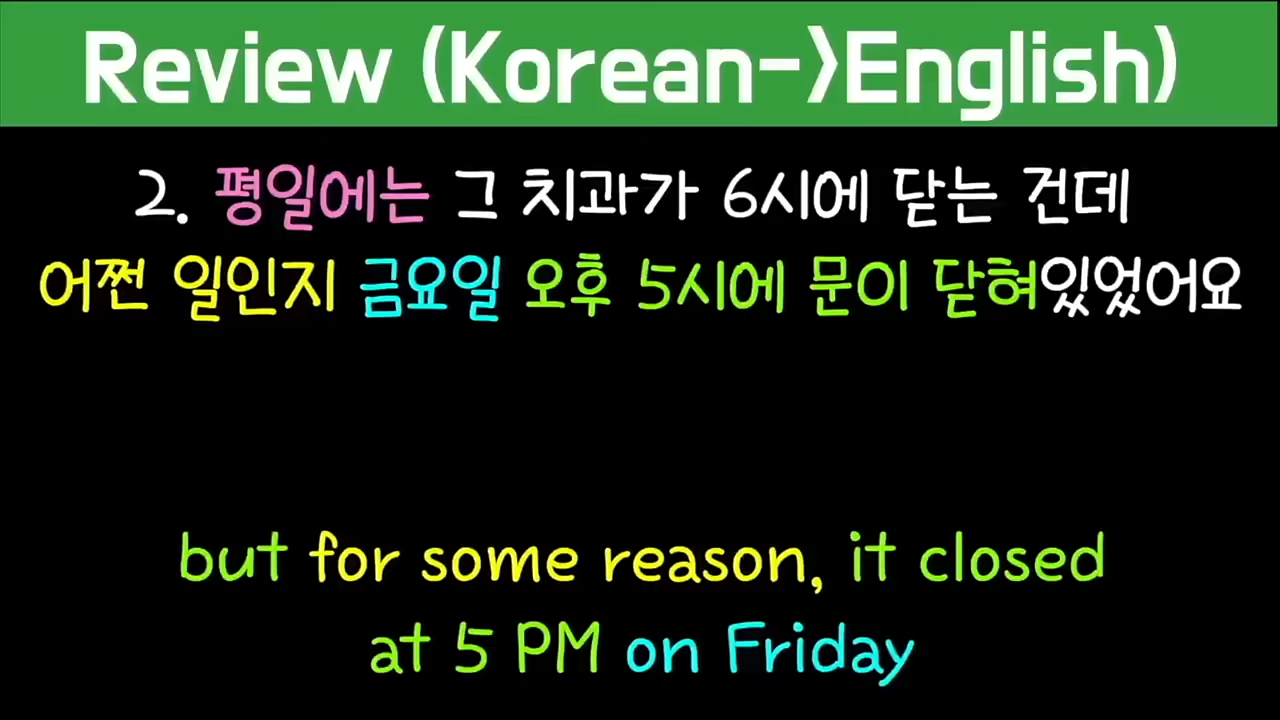 Review (Korean->English)
2. 평일에는 그 치과가 6시에 닫는 건데
어쩐 일인지 금요일 오후 5시에 문이 닫혀있었어요
but for some reason, it closed
at 5 PM on Friday